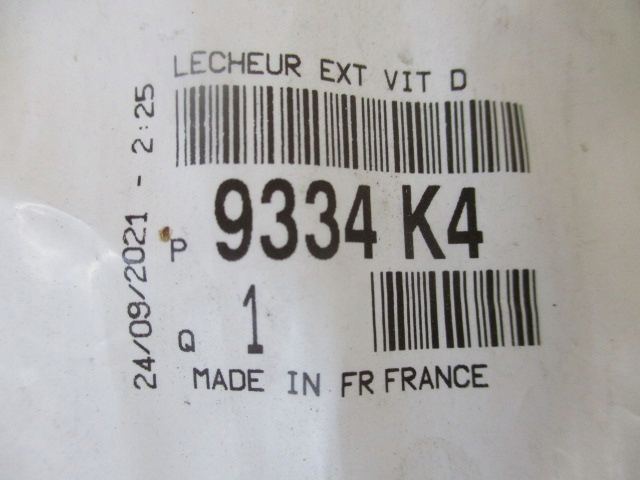 LECHEUR EXT VIT D
24/09/2021 - 2:25
P 9334 K4
Q 1
MADE IN FR FRANCE